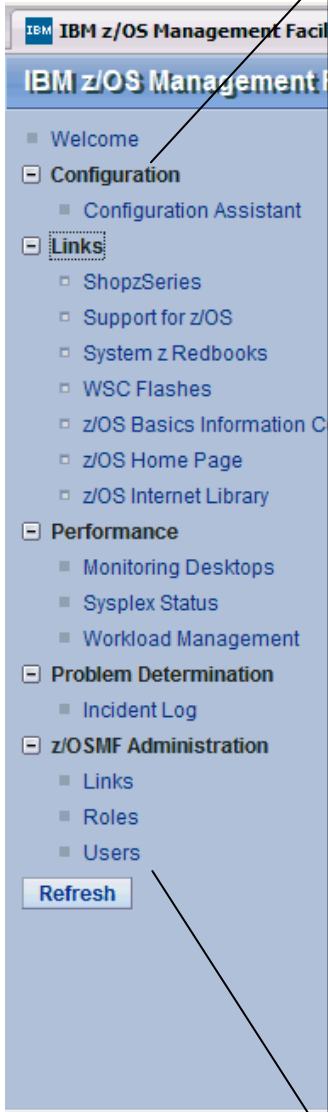 IBM IBM z/OS Management Facil
IBM z/OS Management
Welcome
Configuration
Configuration Assistant
Links
ShopzSeries
Support for z/OS
System z Redbooks
WSC Flashes
z/OS Basics Information C
z/OS Home Page
z/OS Internet Library
Performance
Monitoring Desktops
Sysplex Status
Workload Management
Problem Determination
Incident Log
z/OSMF Administration
Links
Roles
Users
Refresh